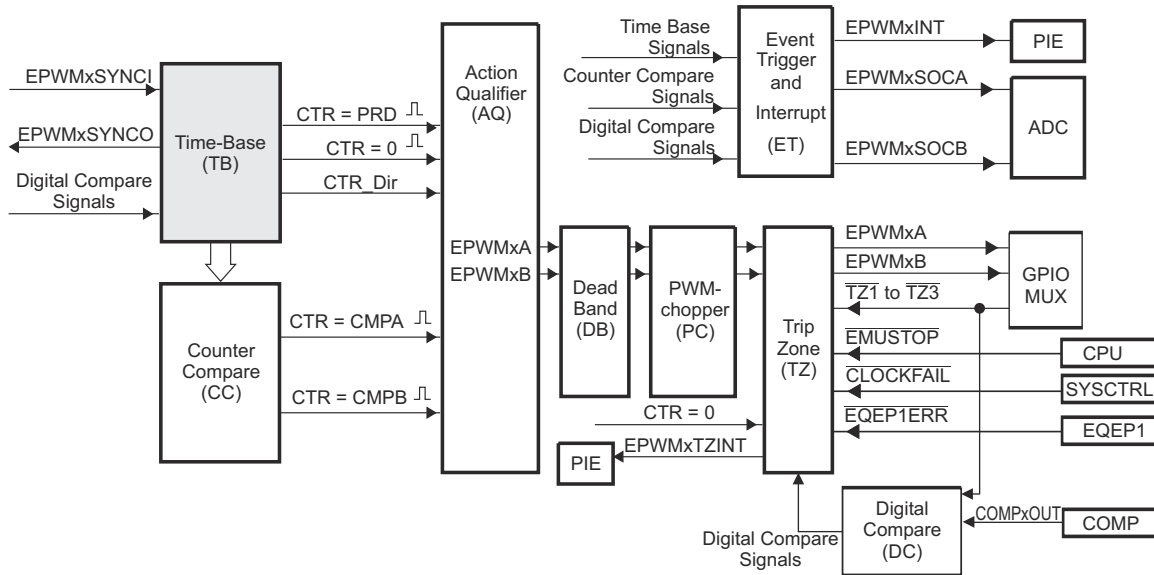 EPWMxSYNCI
EPWMxSYNCO
Digital Compare
Signals
Time-Base
(TB)
CTR = PRD
CTR = 0
CTR_Dir
Counter
Compare
(CC)
CTR = CMPA
CTR = CMPB
Action
Qualifier
(AQ)
EPWMxA
EPWMxB
Time Base
Signals
Counter Compare
Signals
Digital Compare
Signals
Event
Trigger
and
Interrupt
(ET)
EPWMxINT
EPWMxSOCA
EPWMxSOCB
PIE
ADC
Dead
Band
(DB)
PWM-
chopper
(PC)
Trip
Zone
(TZ)
CTR = 0
EPWMxTZINT
PIE
EPWMxA
EPWMxB
TZ1 to TZ3
EMUSTOP
CLOCKFAIL
EQEP1ERR
GPIO
MUX
CPU
SYSCTRL
EQEP1
Digital Compare
Signals
Digital
Compare
(DC)
COMPxOUT
COMP